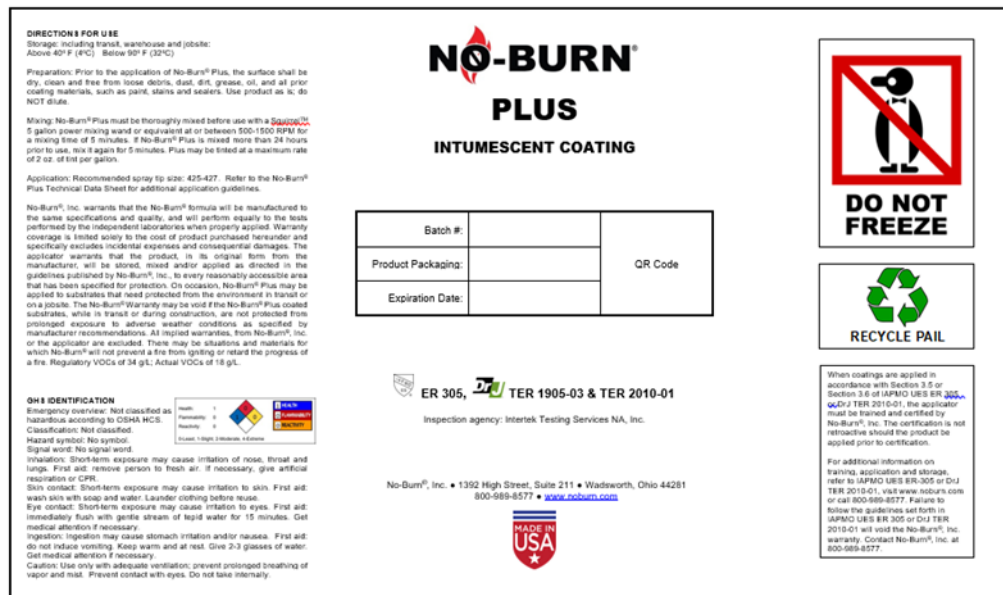 DIRECTIONS FOR USE
Storage: including transit, warehouse and jobsite:
Above 40º F (4ºC) Below 90º F (32ºC)
Preparation: Prior to the application of No-Burn® Plus, the surface shall be
dry, clean and free from loose debris, dust, dirt, grease, oil, and all prior
coating materials, such as paint, stains and sealers. Use product as is; do
NOT dilute.
Mixing: No-Burn® Plus must be thoroughly mixed before use with a Squirrel™
5 gallon power mixing wand or equivalent at or between 500-1500 RPM for
a mixing time of 5 minutes. If No-Burn® Plus is mixed more than 24 hours
prior to use, mix it again for 5 minutes. Plus may be tinted at a maximum rate
of 2 oz. of tint per gallon.
Application: Recommended spray tip size: 425-427. Refer to the No-Burn®
Plus Technical Data Sheet for additional application guidelines.
No-Burn®, Inc. warrants that the No-Burn® formula will be manufactured to
the same specifications and quality, and will perform equally to the tests
performed by the independent laboratories when properly applied. Warranty
coverage is limited solely to the cost of product purchased hereunder and
specifically excludes incidental expenses and consequential damages. The
applicator warrants that the product, in its original form from the
manufacturer, will be stored, mixed and/or applied as directed in the
guidelines published by No-Burn®, Inc., to every reasonably accessible area
that has been specified for protection. On occasion, No-Burn® Plus may be
applied to substrates that need protected from the environment in transit or
on a jobsite. The No-Burn® Warranty may be void if the No-Burn® Plus coated
substrates, while in transit or during construction, are not protected from
prolonged exposure to adverse weather conditions as specified by
manufacturer recommendations. All implied warranties, from No-Burn®, Inc.
or the applicator are excluded. There may be situations and materials for
which No-Burn® will not prevent a fire from igniting or retard the progress of
a fire. Regulatory VOCs of 34 g/L; Actual VOCs of 18 g/L.
GHS IDENTIFICATION
Emergency overview: Not classified as
hazardous according to OSHA HCS.
Classification: Not classified.
Hazard symbol: No symbol.
Signal word: No signal word.
Health: 1
Flammability: 0
Reactivity: 0
HEALTH
FLAMMABILITY
REACTIVITY
0-Least, 1-Slight, 2-Moderate, 4-Extreme
Inhalation: Short-term exposure may cause irritation of nose, throat and
lungs. First aid: remove person to fresh air. If necessary, give artificial
respiration or CPR.
Skin contact: Short-term exposure may cause irritation to skin. First aid:
wash skin with soap and water. Launder clothing before reuse.
Eye contact: Short-term exposure may cause irritation to eyes. First aid:
immediately flush with gentle stream of tepid water for 15 minutes. Get
medical attention if necessary.
Ingestion: Ingestion may cause stomach irritation and/or nausea. First aid:
do not induce vomiting. Keep warm and at rest. Give 2-3 glasses of water.
Get medical attention if necessary.
Caution: Use only with adequate ventilation; prevent prolonged breathing of
vapor and mist. Prevent contact with eyes. Do not take internally.
NO-BURN®
PLUS
INTUMESCENT COATING
Batch #:
Product Packaging:
Expiration Date:
QR Code
ER 305, DrJ TER 1905-03 & TER 2010-01
Inspection agency: Intertek Testing Services NA, Inc.
No-Burn®, Inc. ● 1392 High Street, Suite 211 ● Wadsworth, Ohio 44281
800-989-8577 ● www.noburn.com
MADE IN
USA
DO NOT
FREEZE
RECYCLE PAIL
When coatings are applied in
accordance with Section 3.5 or
Section 3.6 of IAPMO UES ER 305
or DrJ TER 2010-01, the applicator
must be trained and certified by
No-Burn®, Inc. The certification is not
retroactive should the product be
applied prior to certification.
For additional information on
training, application and storage,
refer to IAPMO UES ER-305 or DrJ
TER 2010-01, visit www.noburn.com
or call 800-989-8577. Failure to
follow the guidelines set forth in
IAPMO UES ER 305 or DrJ TER
2010-01 will void the No-Burn®, Inc.
warranty. Contact No-Burn®, Inc. at
800-989-8577.